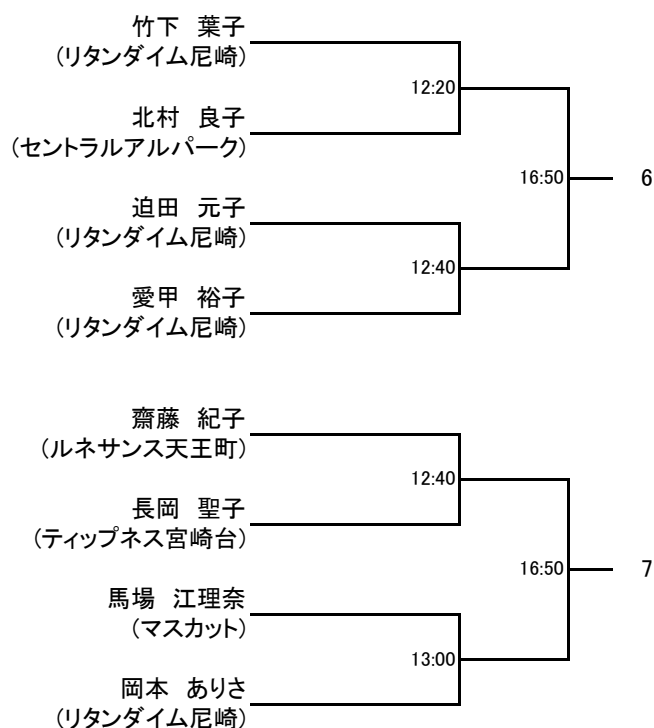 竹下 葉子
(リタンダイム尼崎)
12:20
北村 良子
(セントラルアルパーク)
16:50
6
迫田 元子
(リタンダイム尼崎)
12:40
愛甲 裕子
(リタンダイム尼崎)
齋藤 紀子
(ルネサンス天王町)
12:40
長岡 聖子
(ティップネス宮崎台)
16:50
7
馬場 江理奈
(マスカット)
13:00
岡本 ありさ
(リタンダイム尼崎)